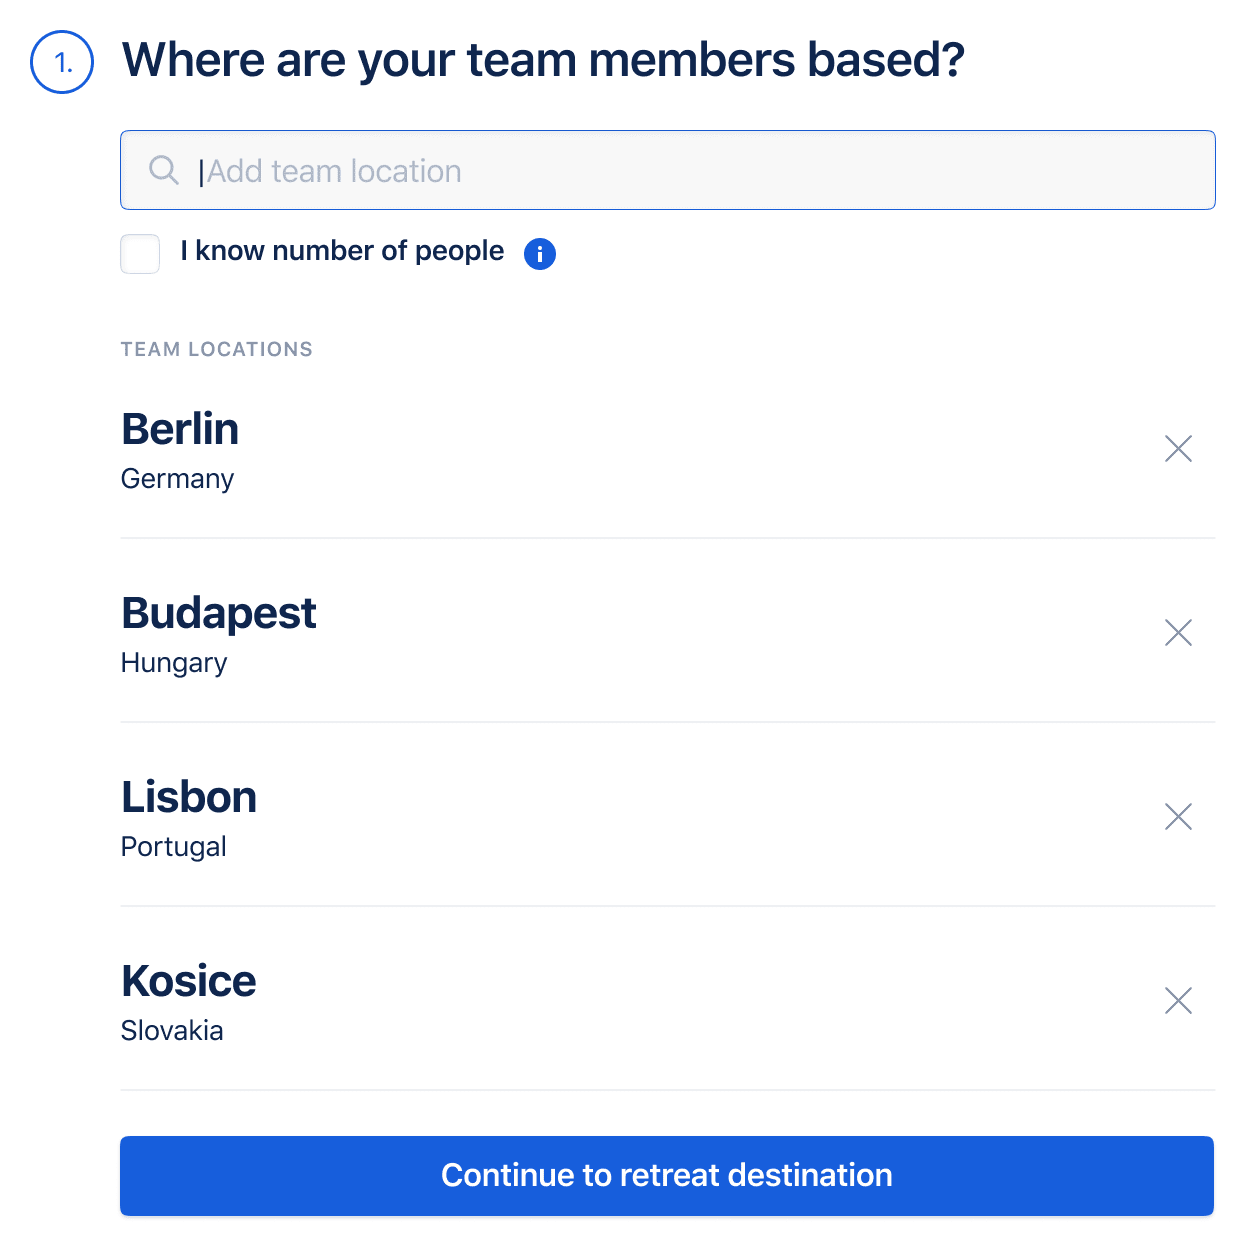 1.
Where are your team members based?
Add team location
I know number of people
TEAM LOCATIONS
Berlin
Germany
Budapest
Hungary
Lisbon
Portugal
Kosice
Slovakia
Continue to retreat destination